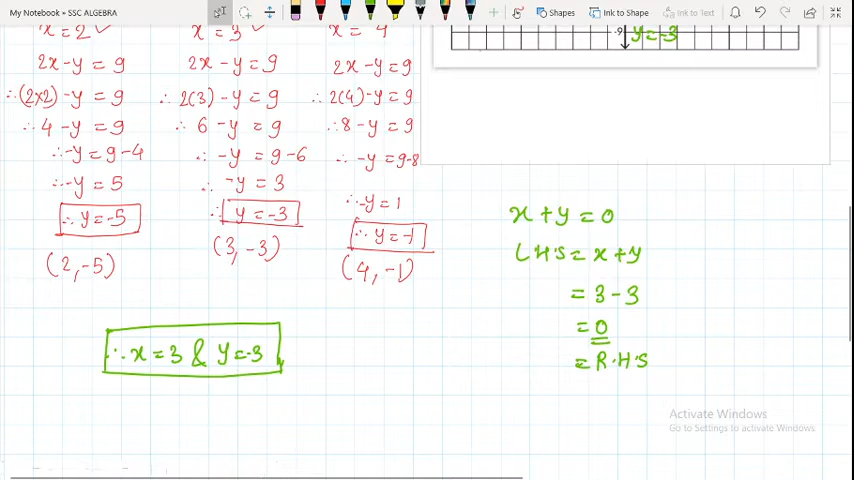 My Notebook » SSC ALGEBRA
Shapes
Ink to Shape
Ink to Text
x = 2 ✓
2x-y = 9
∴(2×2)-y = 9
∴ 4 -y = 9
∴-y = 9-4
∴-y = 5
∴ y = -5
(2, -5)
x = 3 ✓
2x-y = 9
∴ 2(3)-y = 9
∴ 6 -y = 9
∴ -y = 9-6
∴ -y = 3
∴ y = -3
(3, -3)
x = 4
2x-y = 9
∴ 2(4)-y = 9
∴8 -y = 9
∴ -y = 9-8
∴-y = 1
∴ y = -1
(4, -1)
-9
y = -3
x + y = 0
LHS = x + y
= 3 - 3
= 0
= R.H.S
∴ x = 3 & y = -3
Activate Windows
Go to Settings to activate Windows.